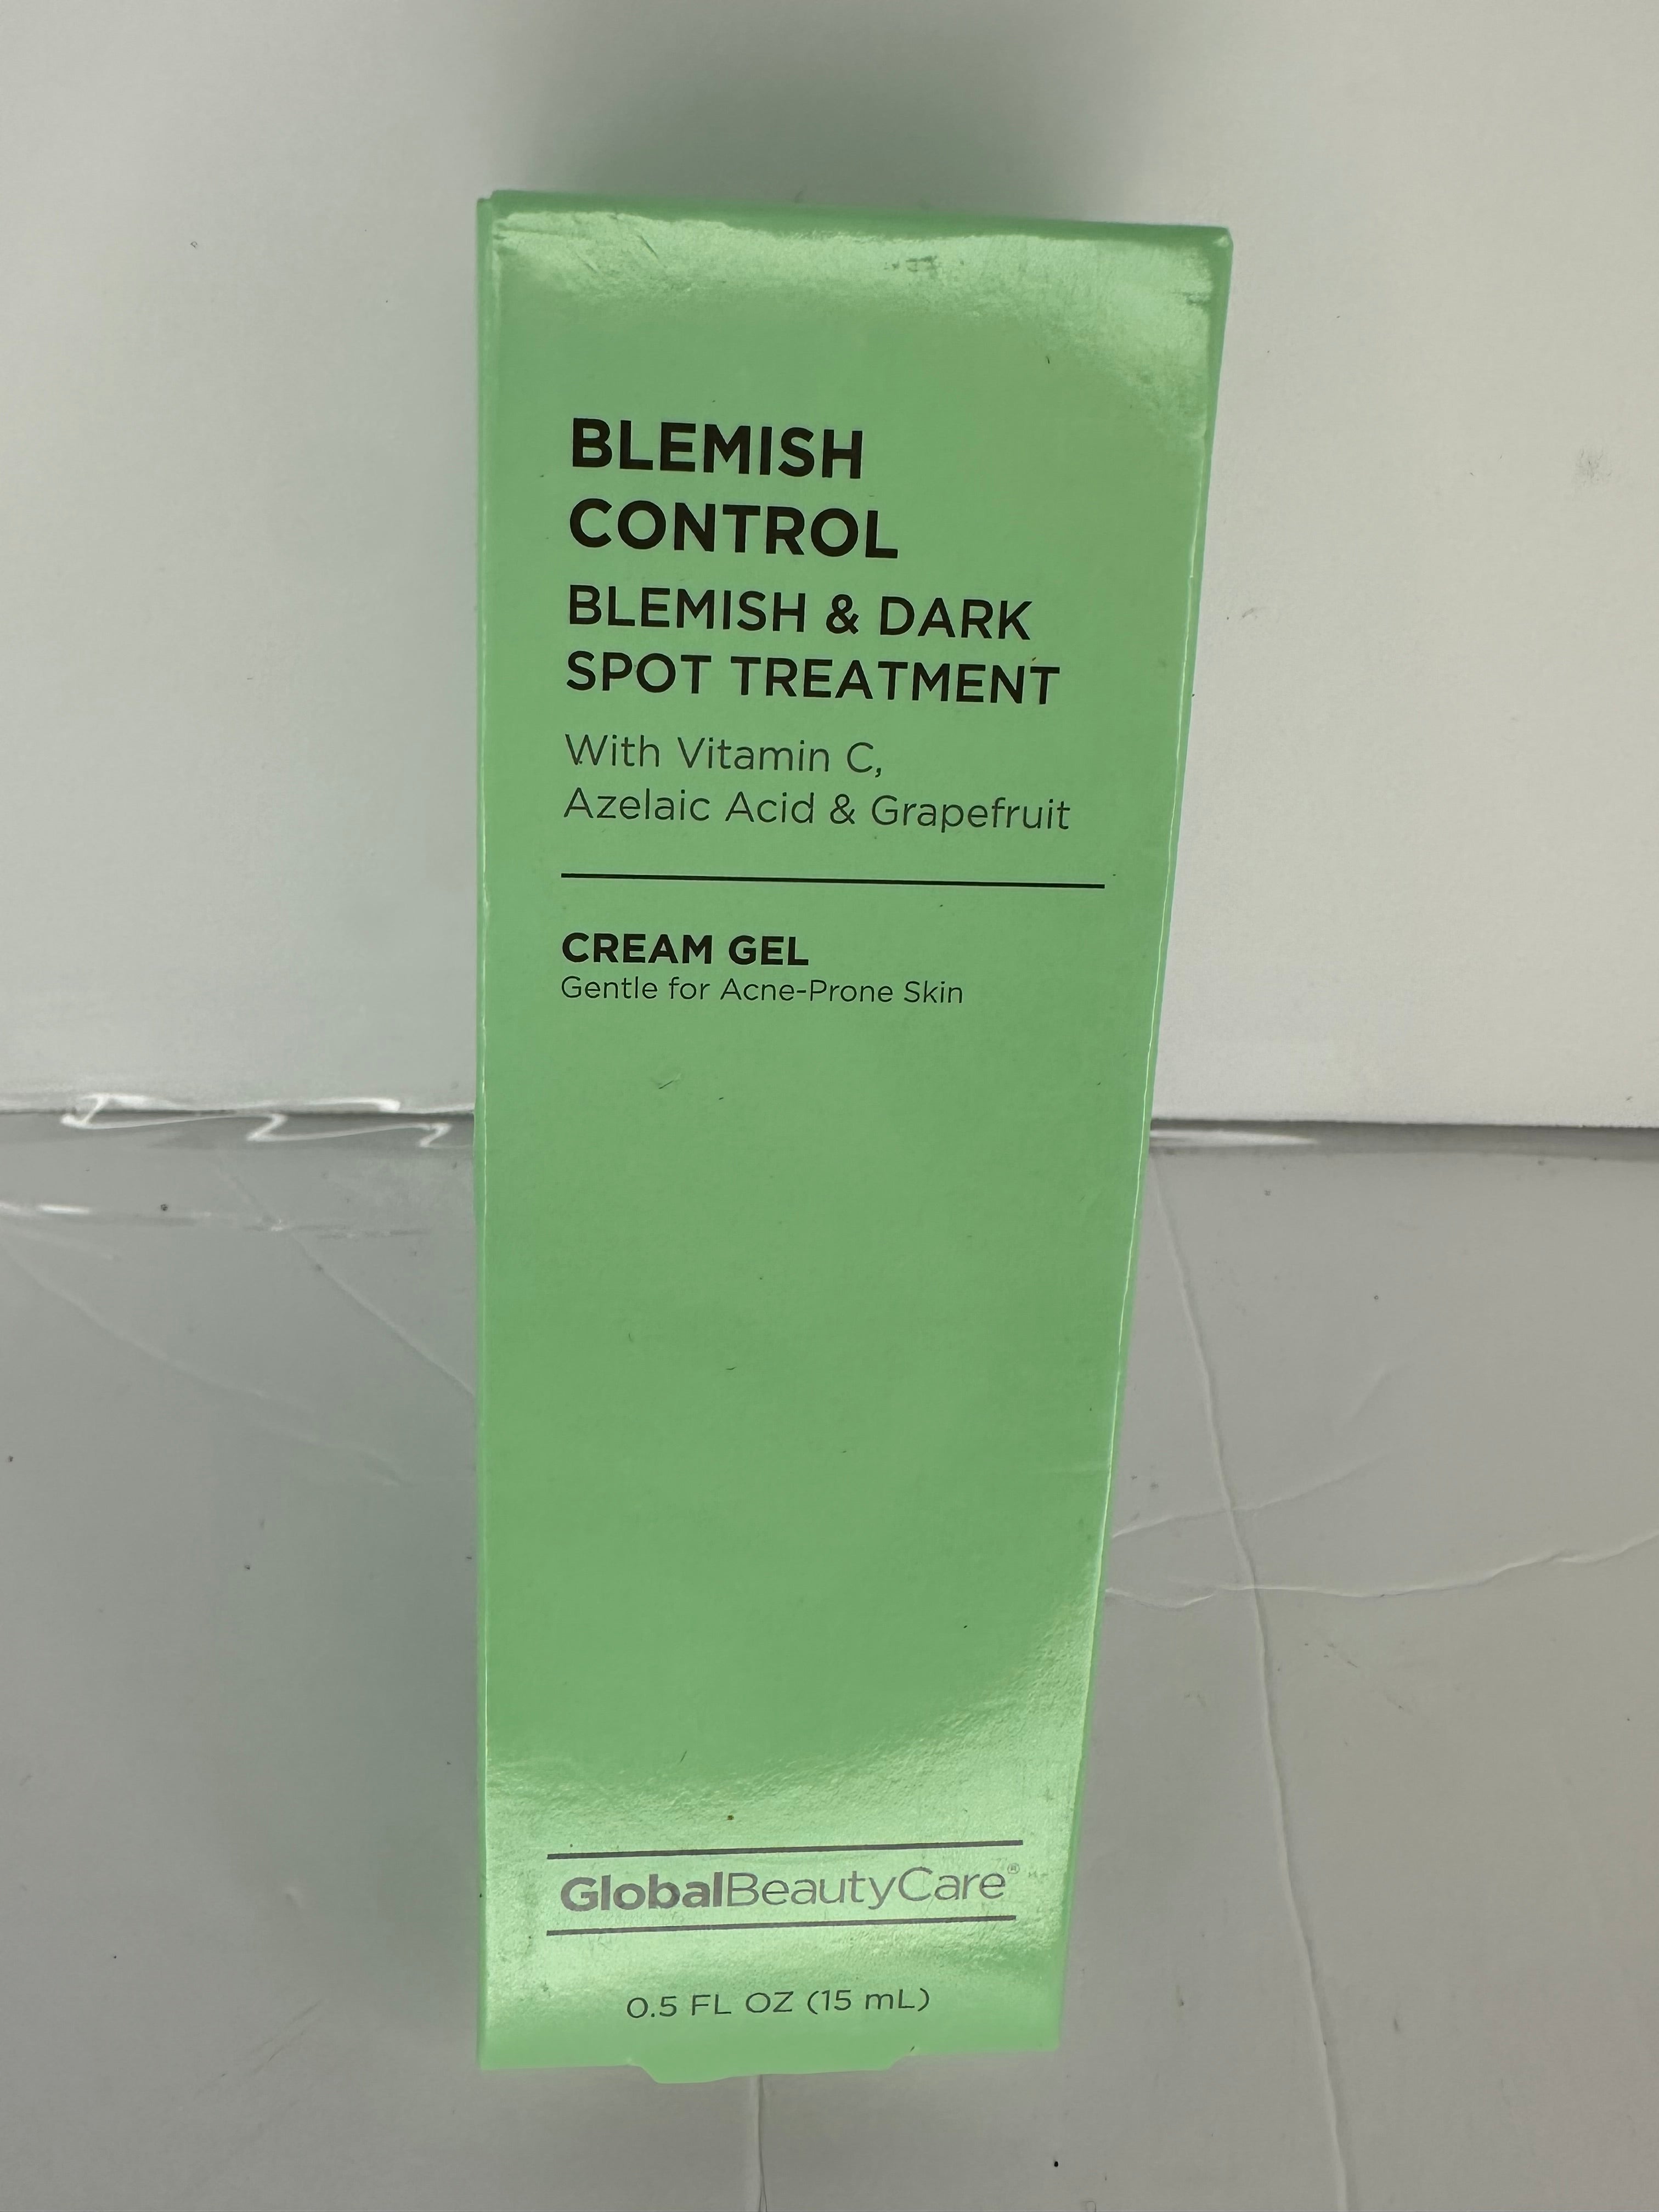 BLEMISH
CONTROL
BLEMISH & DARK
SPOT TREATMENT
With Vitamin C,
Azelaic Acid & Grapefruit
CREAM GEL
Gentle for Acne-Prone Skin
GlobalBeautyCare®
0.5 FL OZ (15 mL)